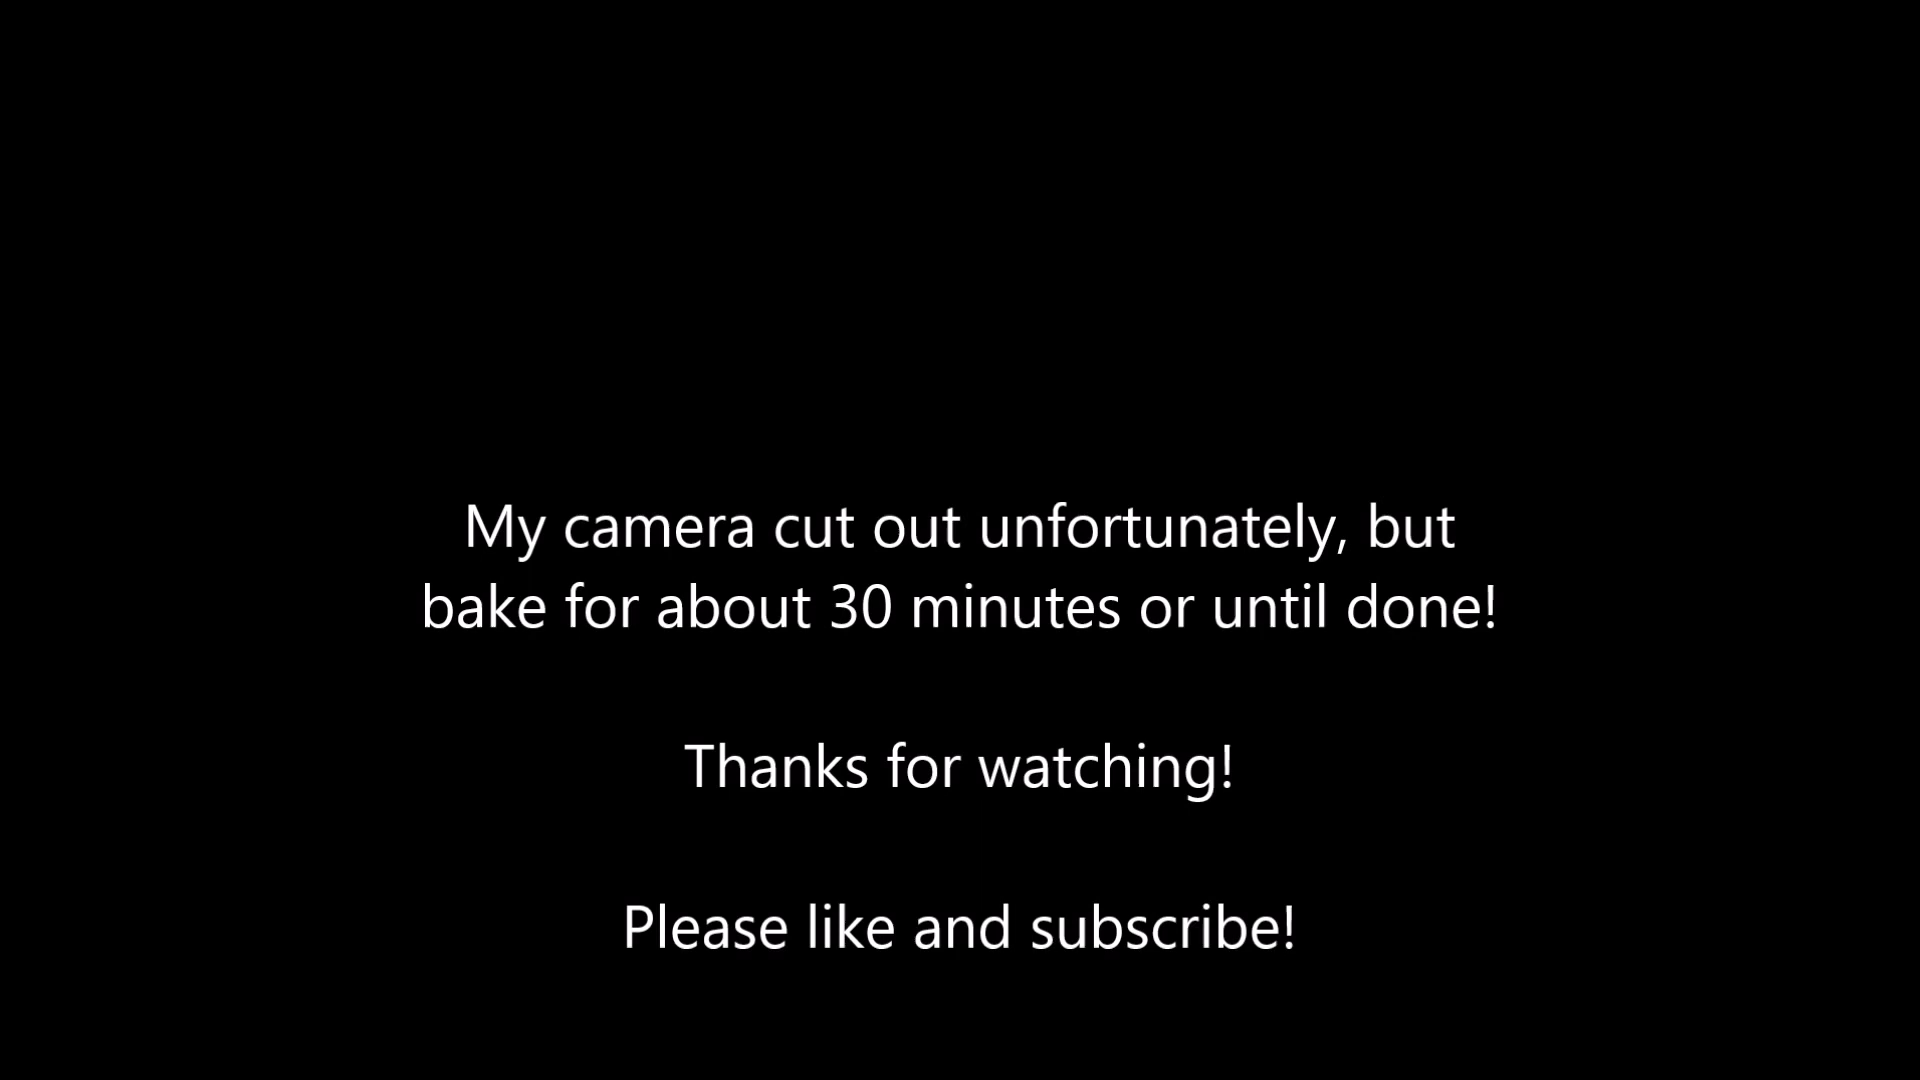 My camera cut out unfortunately, but
bake for about 30 minutes or until done!
Thanks for watching!
Please like and subscribe!